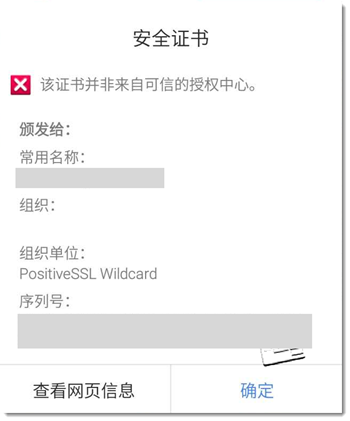 安全证书
该证书并非来自可信的授权中心。
颁发给：
常用名称：
组织：
组织单位：
PositiveSSL Wildcard
序列号：
查看网页信息
确定